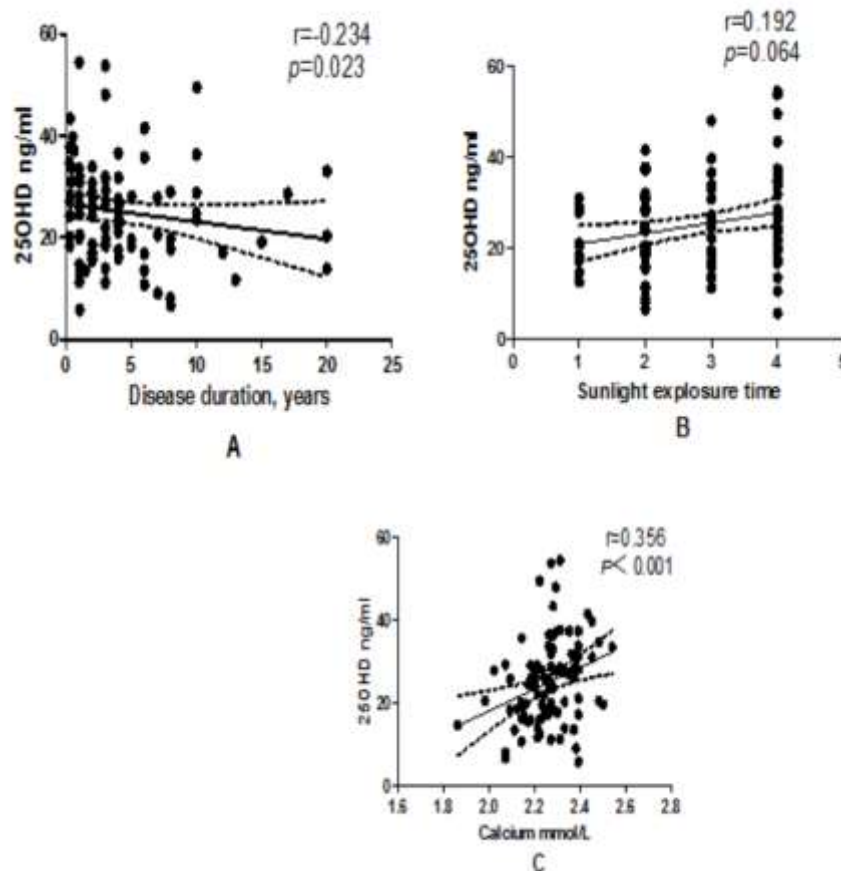 r=-0.234
p=0.023
60
40
20
0
25OHD ng/ml
0 5 10 15 20 25
Disease duration, years
A
r=0.192
p=0.064
60
40
20
0
25OHD ng/ml
0 1 2 3 4 5
Sunlight explosure time
B
r=0.356
p< 0.001
60
40
20
0
25OHD ng/ml
1.6 1.8 2.0 2.2 2.4 2.6 2.8
Calcium mmol/L
C